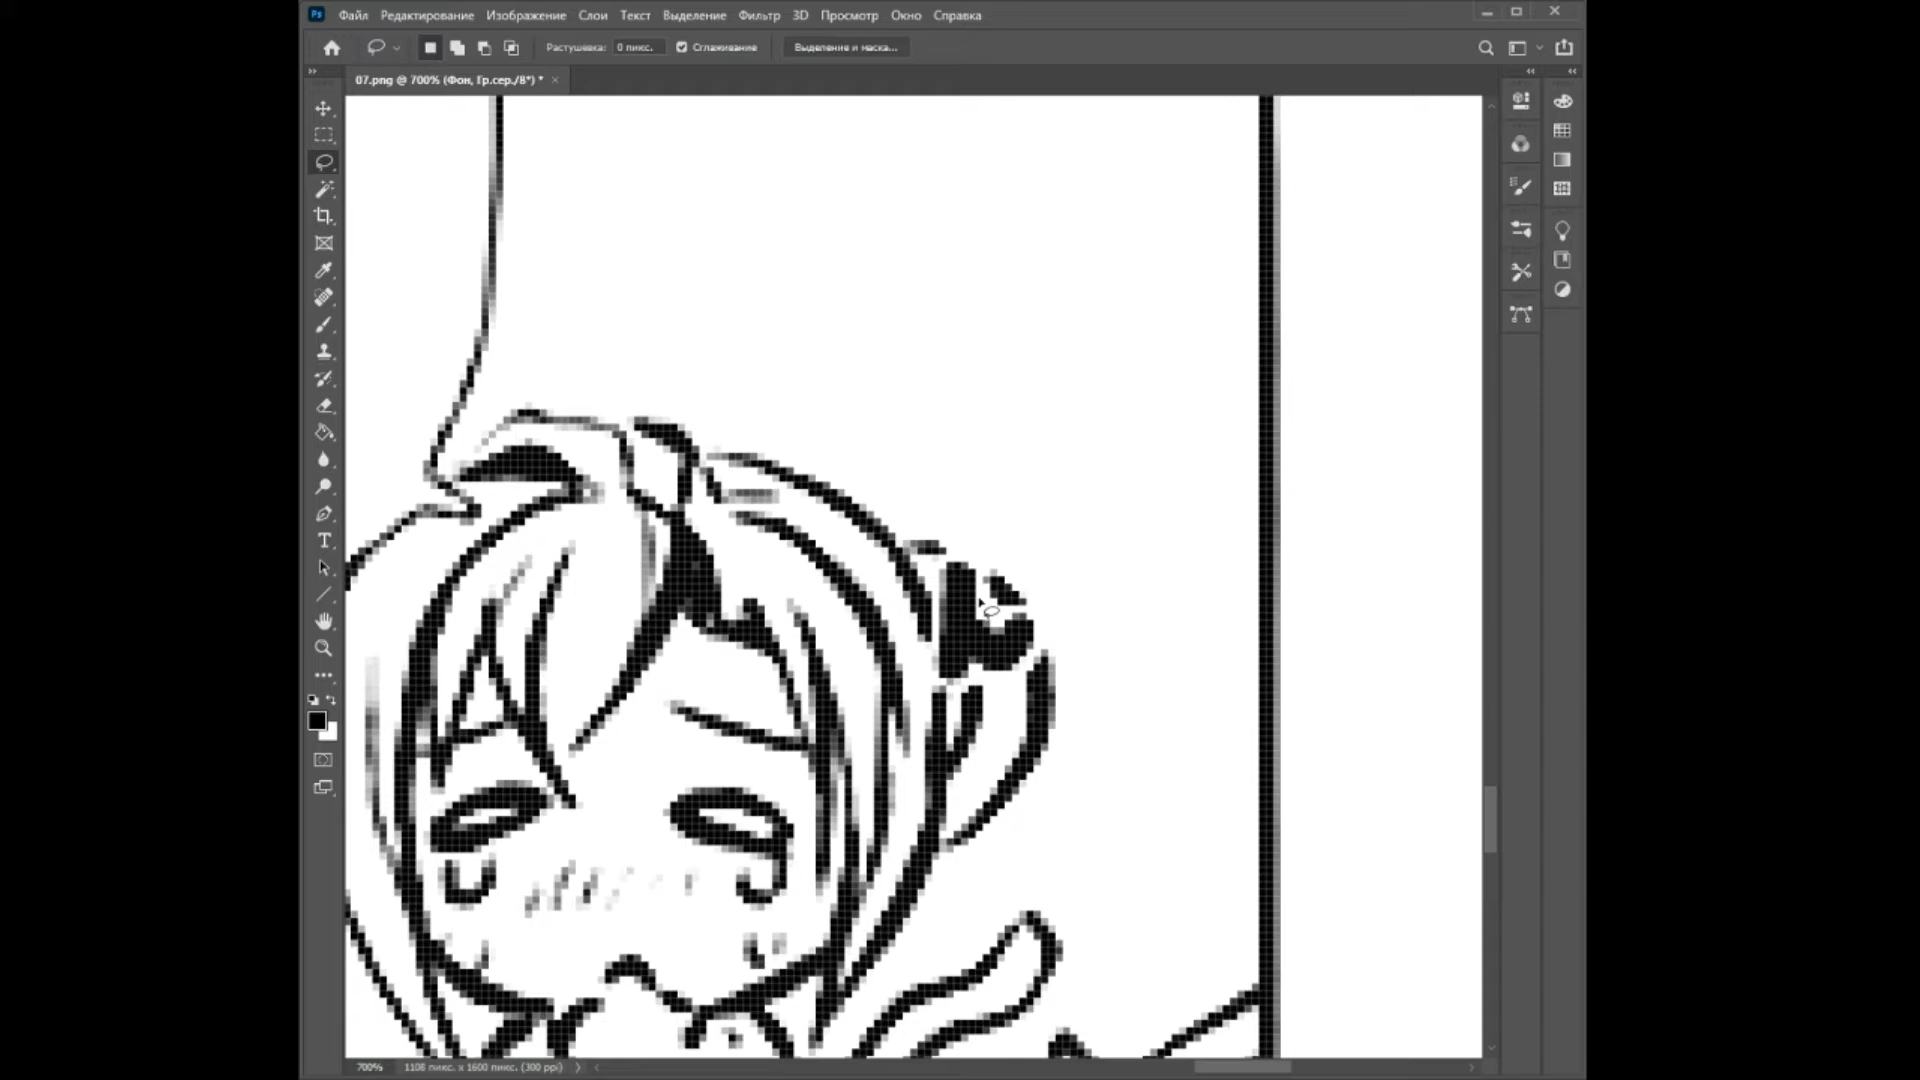 Ps Файл Редактирование Изображение Слои Текст Выделение Фильтр 3D Просмотр Окно Справка
Растушевка: 0 пикс. Сглаживание Выделение и маска...
07.png @ 700% (Фон, Гр.сер./8*) *
700% 1108 пикс. x 1600 пикс. (300 ppi)